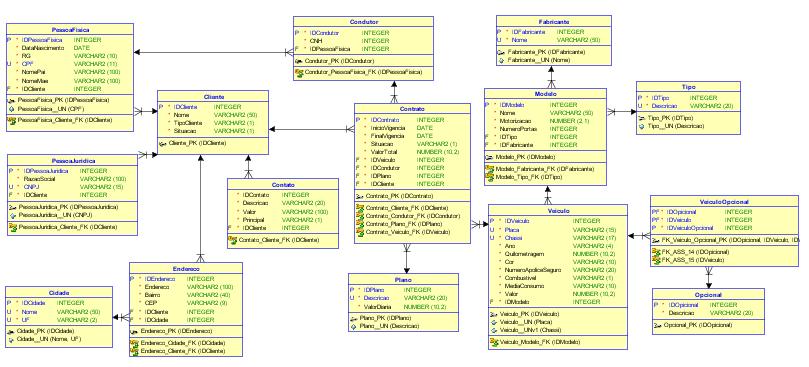 PessoaFisica
P * IDPessoaFisica INTEGER
* DataNascimento DATE
* RG VARCHAR2 (10)
U * CPF VARCHAR2 (11)
* NomePai VARCHAR2 (100)
* NomeMae VARCHAR2 (100)
F * IDCliente INTEGER
PessoaFisica_PK (IDPessoaFisica)
PessoaFisica__UN (CPF)
PessoaFisica_Cliente_FK (IDCliente)
Condutor
P * IDCondutor INTEGER
* CNH INTEGER
F * IDPessoaFisica INTEGER
Condutor_PK (IDCondutor)
Condutor_PessoaFisica_FK (IDPessoaFisica)
Fabricante
P * IDFabricante INTEGER
U * Nome VARCHAR2 (50)
Fabricante_PK (IDFabricante)
Fabricante__UN (Nome)
Cliente
P * IDCliente INTEGER
* Nome VARCHAR2 (50)
* TipoCliente VARCHAR2 (1)
* Situacao VARCHAR2 (1)
Cliente_PK (IDCliente)
Contrato
P * IDContrato INTEGER
* InicioVigencia DATE
* FinalVigencia DATE
* Situacao VARCHAR2 (1)
* ValorTotal NUMBER (10,2)
F * IDVeiculo INTEGER
F * IDCondutor INTEGER
F * IDPlano INTEGER
F * IDCliente INTEGER
Contrato_PK (IDContrato)
Contrato_Cliente_FK (IDCliente)
Contrato_Condutor_FK (IDCondutor)
Contrato_Plano_FK (IDPlano)
Contrato_Veiculo_FK (IDVeiculo)
Modelo
P * IDModelo INTEGER
* Nome VARCHAR2 (50)
* Motorizacao NUMBER (2,1)
* NumeroPortas INTEGER
F * IDTipo INTEGER
F * IDFabricante INTEGER
Modelo_PK (IDModelo)
Modelo_Fabricante_FK (IDFabricante)
Modelo_Tipo_FK (IDTipo)
Tipo
P * IDTipo INTEGER
U * Descricao VARCHAR2 (20)
Tipo_PK (IDTipo)
Tipo__UN (Descricao)
PessoaJuridica
P * IDPessoaJuridica INTEGER
* RazaoSocial VARCHAR2 (100)
U * CNPJ VARCHAR2 (15)
F * IDCliente INTEGER
PessoaJuridica_PK (IDPessoaJuridica)
PessoaJuridica__UN (CNPJ)
PessoaJuridica_Cliente_FK (IDCliente)
Contato
* IDContato INTEGER
* Descricao VARCHAR2 (20)
* Valor VARCHAR2 (100)
* Principal VARCHAR2 (1)
F * IDCliente INTEGER
Contato_Cliente_FK (IDCliente)
Veiculo
P * IDVeiculo INTEGER
U * Placa VARCHAR2 (15)
U * Chassi VARCHAR2 (17)
* Ano VARCHAR2 (4)
* Quilometragem NUMBER (10,2)
* Cor VARCHAR2 (10)
* NumeroApoliceSeguro VARCHAR2 (20)
* Combustivel VARCHAR2 (1)
* MediaConsumo NUMBER (10,2)
* Valor NUMBER (10,2)
F * IDModelo INTEGER
Veiculo_PK (IDVeiculo)
Veiculo__UN (Placa)
Veiculo__UNv1 (Chassi)
Veiculo_Modelo_FK (IDModelo)
VeiculoOpcional
PF * IDOpcional INTEGER
PF * IDVeiculo INTEGER
P * IDVeiculo INTEGER
FK_Veiculo_Opcional_PK (IDOpcional, IDVeiculo,
FK_ASS_14 (IDOpcional)
FK_ASS_15 (IDVeiculo)
Endereco
P * IDEndereco INTEGER
* Endereco VARCHAR2 (100)
* Bairro VARCHAR2 (40)
* CEP VARCHAR2 (9)
F * IDCliente INTEGER
F * IDCidade INTEGER
Endereco_PK (IDEndereco)
Endereco_Cidade_FK (IDCidade)
Endereco_Cliente_FK (IDCliente)
Cidade
P * IDCidade INTEGER
U * Nome VARCHAR2 (50)
U * UF VARCHAR2 (2)
Cidade_PK (IDCidade)
Cidade__UN (Nome, UF)
Plano
P * IDPlano INTEGER
U * Descricao VARCHAR2 (20)
* ValorDiaria NUMBER (10,2)
Plano_PK (IDPlano)
Plano__UN (Descricao)
Opcional
P * IDOpcional INTEGER
* Descricao VARCHAR2 (20)
Opcional_PK (IDOpcional)